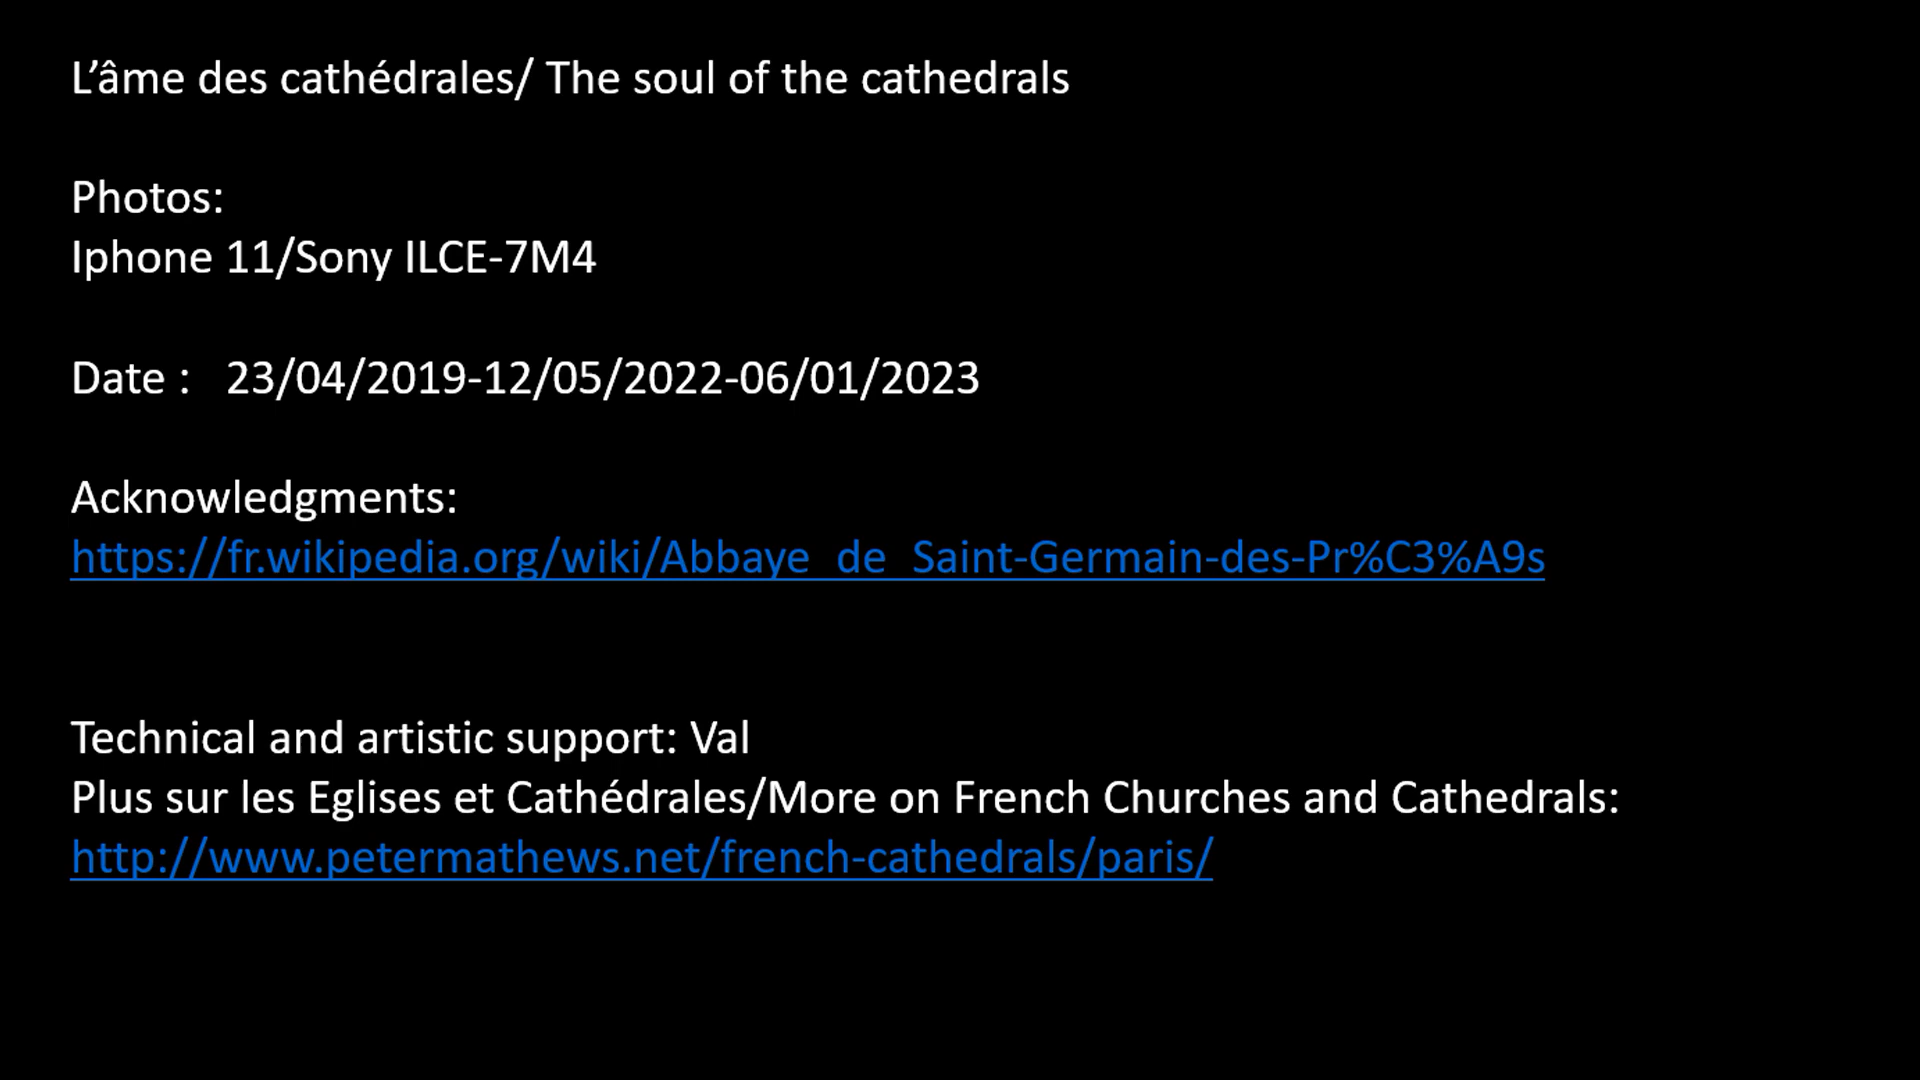 L’âme des cathédrales/ The soul of the cathedrals
Photos:
Iphone 11/Sony ILCE-7M4
Date :   23/04/2019-12/05/2022-06/01/2023
Acknowledgments:
https://fr.wikipedia.org/wiki/Abbaye_de_Saint-Germain-des-Pr%C3%A9s
Technical and artistic support: Val
Plus sur les Eglises et Cathédrales/More on French Churches and Cathedrals:
http://www.petermathews.net/french-cathedrals/paris/